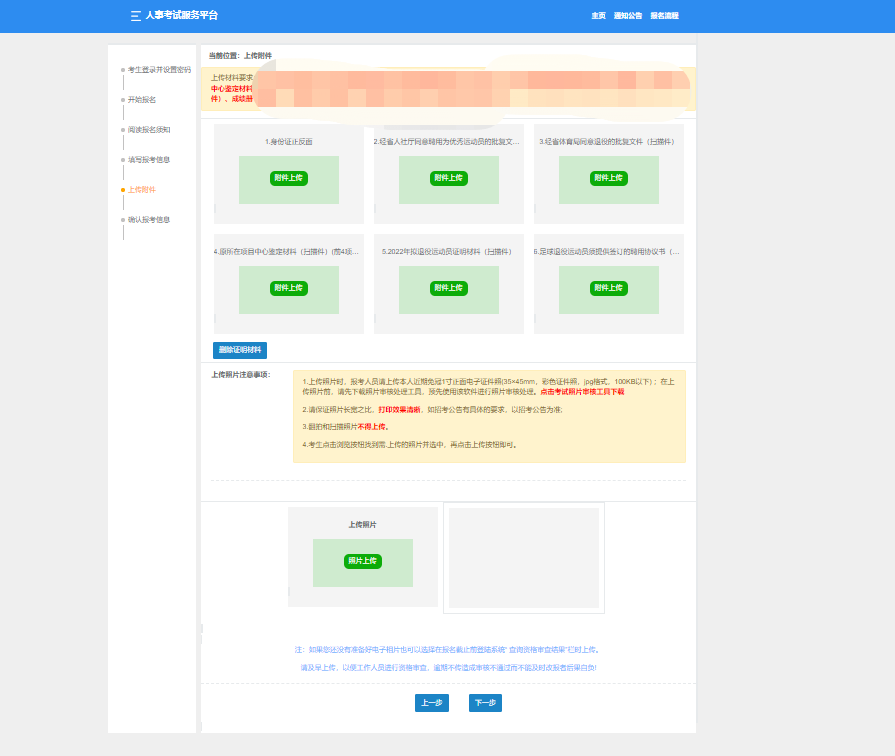 人事考试服务平台
主页 通知公告 报名流程
考生登录并设置密码
开始报名
阅读报名须知
填写报考信息
上传附件
确认报考信息
当前位置：上传附件
上传材料要求
中心鉴定材料
件）、成绩册
1.身份证正反面
附件上传
2.经省人社厅同意聘用为优秀运动员的批复文...
附件上传
3.经省体育局同意退役的批复文件（扫描件）
附件上传
4.原所在项目中心鉴定材料（扫描件）(前4项...
附件上传
5.2022年拟退役运动员证明材料（扫描件）
附件上传
6.足球退役运动员须提供签订的聘用协议书（...
附件上传
删除证明材料
上传照片注意事项：
1.上传照片时，报考人员请上传本人近期免冠1寸正面电子证件照(35×45mm，彩色证件照，jpg格式，100KB以下)；在上
传照片前，请先下载照片审核处理工具，预先使用该软件进行照片审核处理。点击考试照片审核工具下载
2.请保证照片长宽之比，打印效果清晰，如招考公告有具体的要求，以招考公告为准;
3.翻拍和扫描照片不得上传。
4.考生点击浏览按钮找到需.上传的照片并选中，再点击上传按钮即可。
上传照片
照片上传
注：如果您还没有准备好电子相片也可以选择在报名截止前登陆系统" 查询资格审查结果"栏时上传。
请及早上传，以便工作人员进行资格审查，逾期不传造成审核不通过而不能及时改报者后果自负!
上一步 下一步